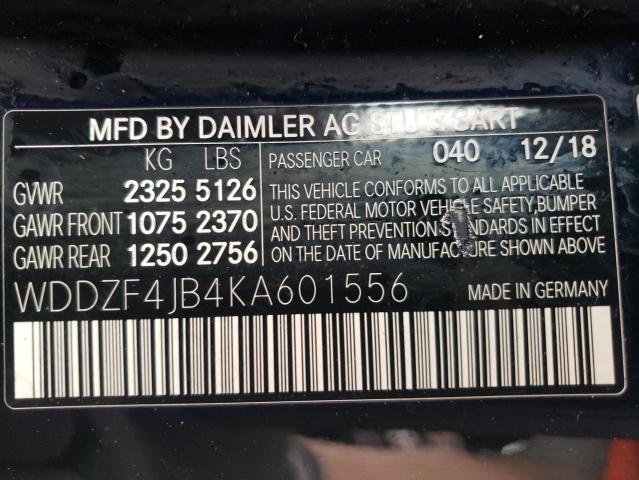 MFD BY DAIMLER AG STUTTGART
KG LBS PASSENGER CAR 040 12/18
GVWR 2325 5126
GAWR FRONT 1075 2370
GAWR REAR 1250 2756
THIS VEHICLE CONFORMS TO ALL APPLICABLE
U.S. FEDERAL MOTOR VEHICLE SAFETY,BUMPER
AND THEFT PREVENTION STANDARDS IN EFFECT
ON THE DATE OF MANUFACTURE SHOWN ABOVE
WDDZF4JB4KA601556 MADE IN GERMANY